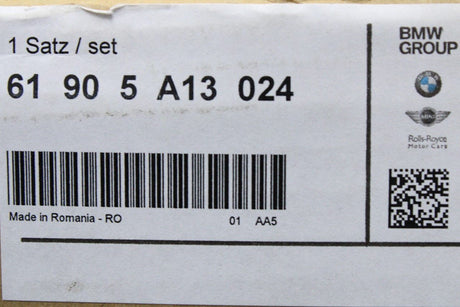 1 Satz / set
61 90 5 A13 024
Made in Romania - RO
01 AA5
BMW
GROUP
MINI
Rolls-Royce
Motor Cars